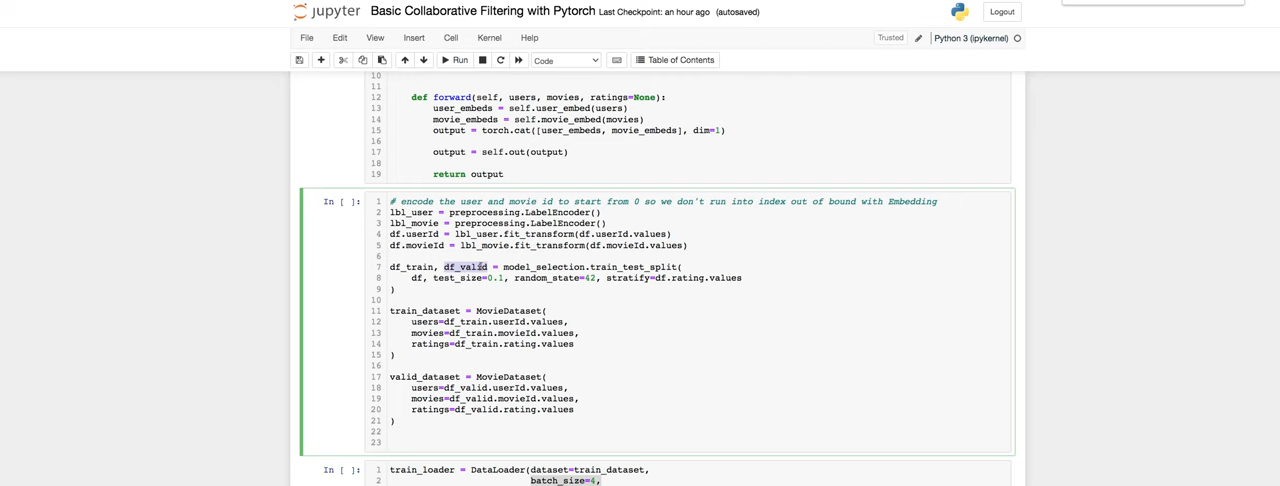 jupyter Basic Collaborative Filtering with Pytorch Last Checkpoint: an hour ago (autosaved) Logout
File Edit View Insert Cell Kernel Help Trusted Python 3 (ipykernel)
Run Code Table of Contents
10
11
12 def forward(self, users, movies, ratings=None):
13 user_embeds = self.user_embed(users)
14 movie_embeds = self.movie_embed(movies)
15 output = torch.cat([user_embeds, movie_embeds], dim=1)
16
17 output = self.out(output)
18
19 return output
In [ ]: 1 # encode the user and movie id to start from 0 so we don't run into index out of bound with Embedding
2 lbl_user = preprocessing.LabelEncoder()
3 lbl_movie = preprocessing.LabelEncoder()
4 df.userId = lbl_user.fit_transform(df.userId.values)
5 df.movieId = lbl_movie.fit_transform(df.movieId.values)
6
7 df_train, df_valid = model_selection.train_test_split(
8 df, test_size=0.1, random_state=42, stratify=df.rating.values
9 )
10
11 train_dataset = MovieDataset(
12 users=df_train.userId.values,
13 movies=df_train.movieId.values,
14 ratings=df_train.rating.values
15 )
16
17 valid_dataset = MovieDataset(
18 users=df_valid.userId.values,
19 movies=df_valid.movieId.values,
20 ratings=df_valid.rating.values
21 )
22
23
In [ ]: 1 train_loader = DataLoader(dataset=train_dataset,
2 batch_size=4,